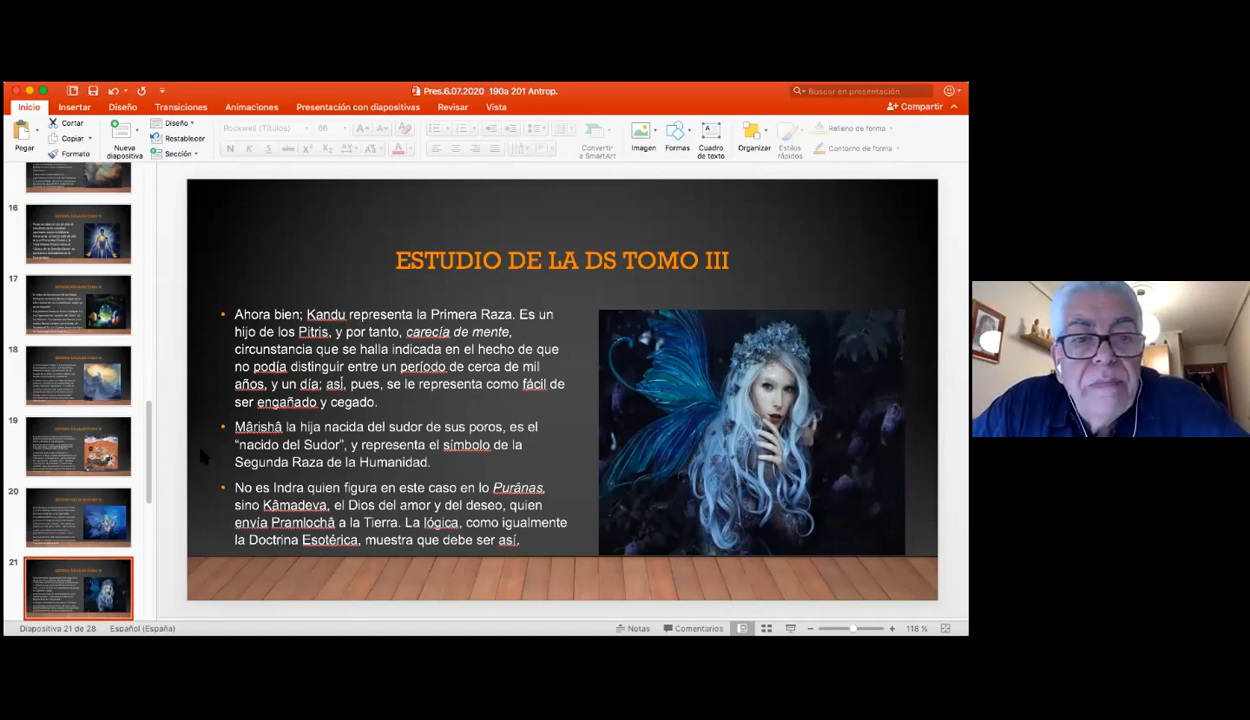 Pres.6.07.2020 190a 201 Antrop.
Buscar en presentación
Inicio
Insertar
Diseño
Transiciones
Animaciones
Presentación con diapositivas
Revisar
Vista
Compartir
Pegar
Cortar
Copiar
Formato
Nueva
diapositiva
Diseño
Restablecer
Sección
Rockwell (Títulos)
66
N K S abc X² X₂ AV Aa A
Convertir
a SmartArt
Imagen
Formas
Cuadro
de texto
Organizar
Estilos
rápidos
Relleno de forma
Contorno de forma
16
17
18
19
20
21
ESTUDIO DE LA DS TOMO III
• Ahora bien; Kandu representa la Primera Raza. Es un
hijo de los Pitris, y por tanto, carecía de mente,
circunstancia que se halla indicada en el hecho de que
no podía distinguir entre un período de cerca de mil
años, y un día; así, pues, se le representa como fácil de
ser engañado y cegado.
• Mârishâ la hija nacida del sudor de sus poros, es el
“nacido del Sudor”, y representa el símbolo de la
Segunda Raza de la Humanidad.
• No es Indra quien figura en este caso en lo Purânas,
sino Kâmadeva, el Dios del amor y del deseo, quien
envía Pramlochâ a la Tierra. La lógica, como igualmente
la Doctrina Esotérica, muestra que debe ser así.
Diapositiva 21 de 28
Español (España)
Notas
Comentarios
118 %